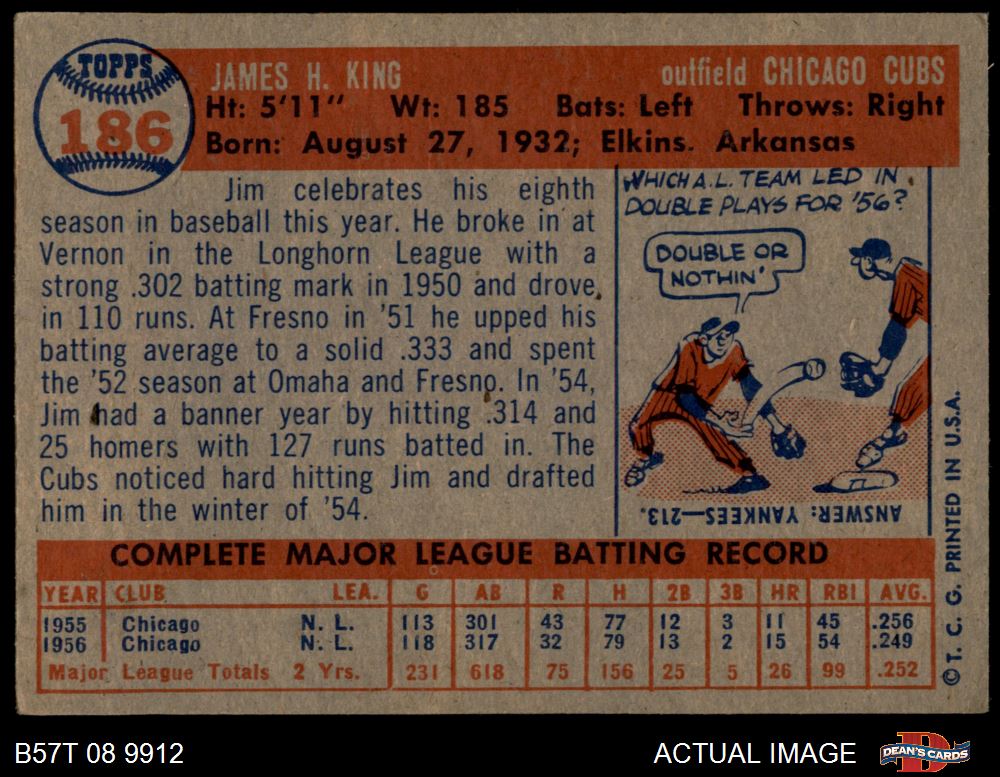 TOPPS
186
JAMES H. KING outfield CHICAGO CUBS
Ht: 5'11" Wt: 185 Bats: Left Throws: Right
Born: August 27, 1932; Elkins. Arkansas
Jim celebrates his eighth
season in baseball this year. He broke in at
Vernon in the Longhorn League with a
strong .302 batting mark in 1950 and drove
in 110 runs. At Fresno in '51 he upped his
batting average to a solid .333 and spent
the '52 season at Omaha and Fresno. In '54,
Jim had a banner year by hitting .314 and
25 homers with 127 runs batted in. The
Cubs noticed hard hitting Jim and drafted
him in the winter of '54.
WHICH A.L. TEAM LED IN
DOUBLE PLAYS FOR '56?
DOUBLE OR
NOTHIN'
ANSWER: YANKEES—213.
© T. C. G. PRINTED IN U.S.A.
COMPLETE MAJOR LEAGUE BATTING RECORD
YEAR CLUB LEA. G AB R H 2B 3B HR RBI AVG.
1955 Chicago N. L. 113 301 43 77 12 3 11 45 .256
1956 Chicago N. L. 118 317 32 79 13 2 15 54 .249
Major League Totals 2 Yrs. 231 618 75 156 25 5 26 99 .252
B57T 08 9912 ACTUAL IMAGE
DEAN'S CARDS